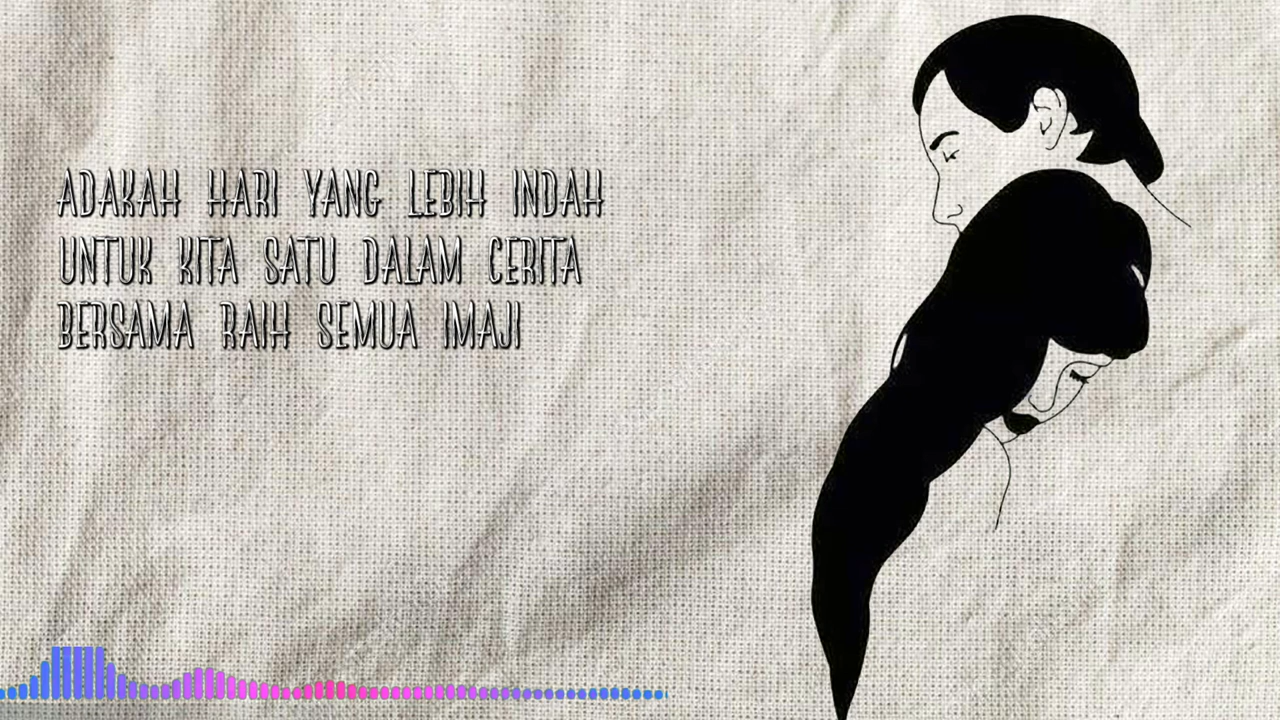 ADAKAH HARI YANG LEBIH INDAH
UNTUK KITA SATU DALAM CERITA
BERSAMA RAIH SEMUA IMAJI